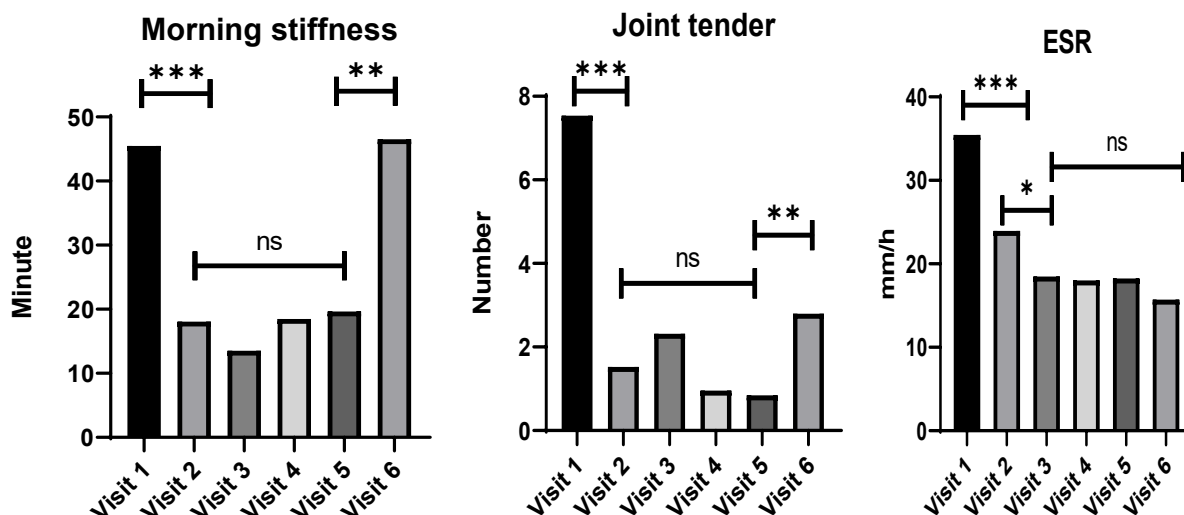 Morning stiffness
***
**
ns
Minute
50
40
30
20
10
0
Visit 1
Visit 2
Visit 3
Visit 4
Visit 5
Visit 6
Joint tender
***
**
ns
Number
8
6
4
2
0
Visit 1
Visit 2
Visit 3
Visit 4
Visit 5
Visit 6
ESR
***
ns
*
mm/h
40
30
20
10
0
Visit 1
Visit 2
Visit 3
Visit 4
Visit 5
Visit 6